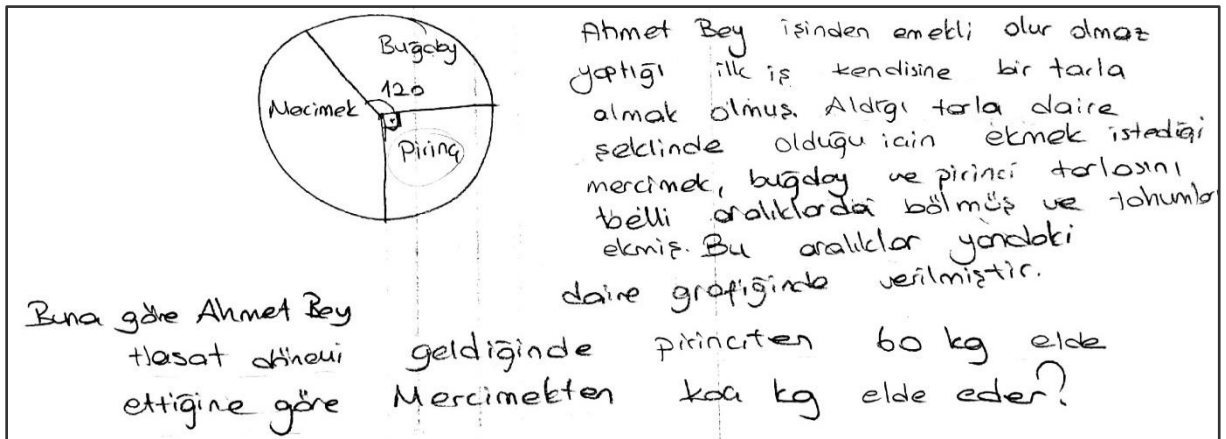 Buğday
120
Mecimek
Pirinç
Ahmet Bey işinden emekli olur olmaz
yaptığı ilk iş kendisine bir tarla
almak olmuş. Aldığı tarla daire
şeklinde olduğu için ekmek istediği
mercimek, buğday ve pirinci tarlasını
belli aralıklarda bölmüş ve tohumlar
ekmiş. Bu aralıklar yandaki
daire grafiğinde verilmiştir.
Buna göre Ahmet Bey
Hasat dönemi geldiğinde pirinçten 60 kg elde
ettiğine göre Mercimekten kaç kg elde eder?